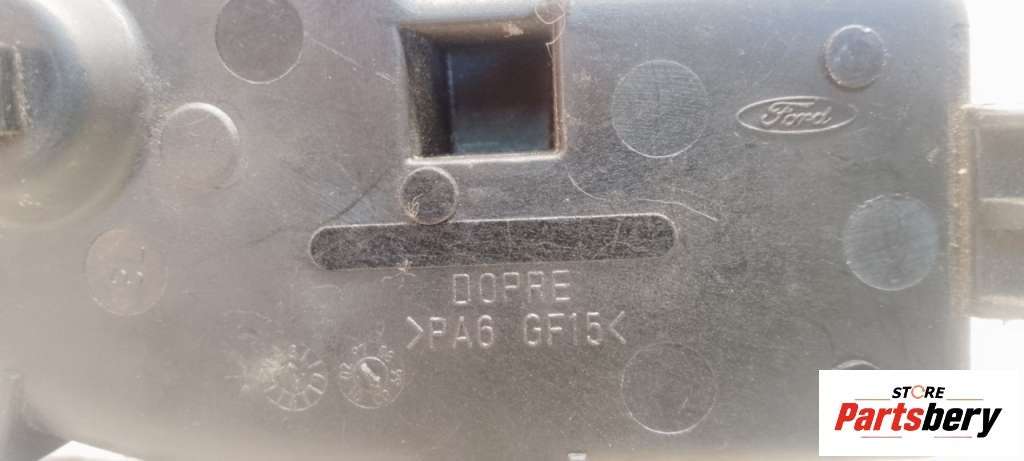 Ford
DOPRE
>PA6 GF15<
STORE
Partsbery